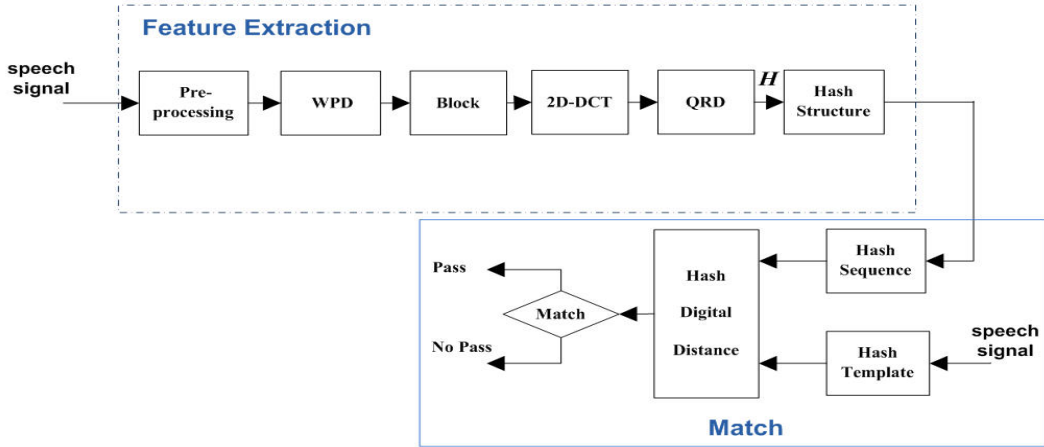 Feature Extraction
speech
signal
Pre-
processing
WPD
Block
2D-DCT
QRD
H
Hash
Structure
Pass
No Pass
Match
Hash
Digital
Distance
Hash
Sequence
Hash
Template
speech
signal
Match